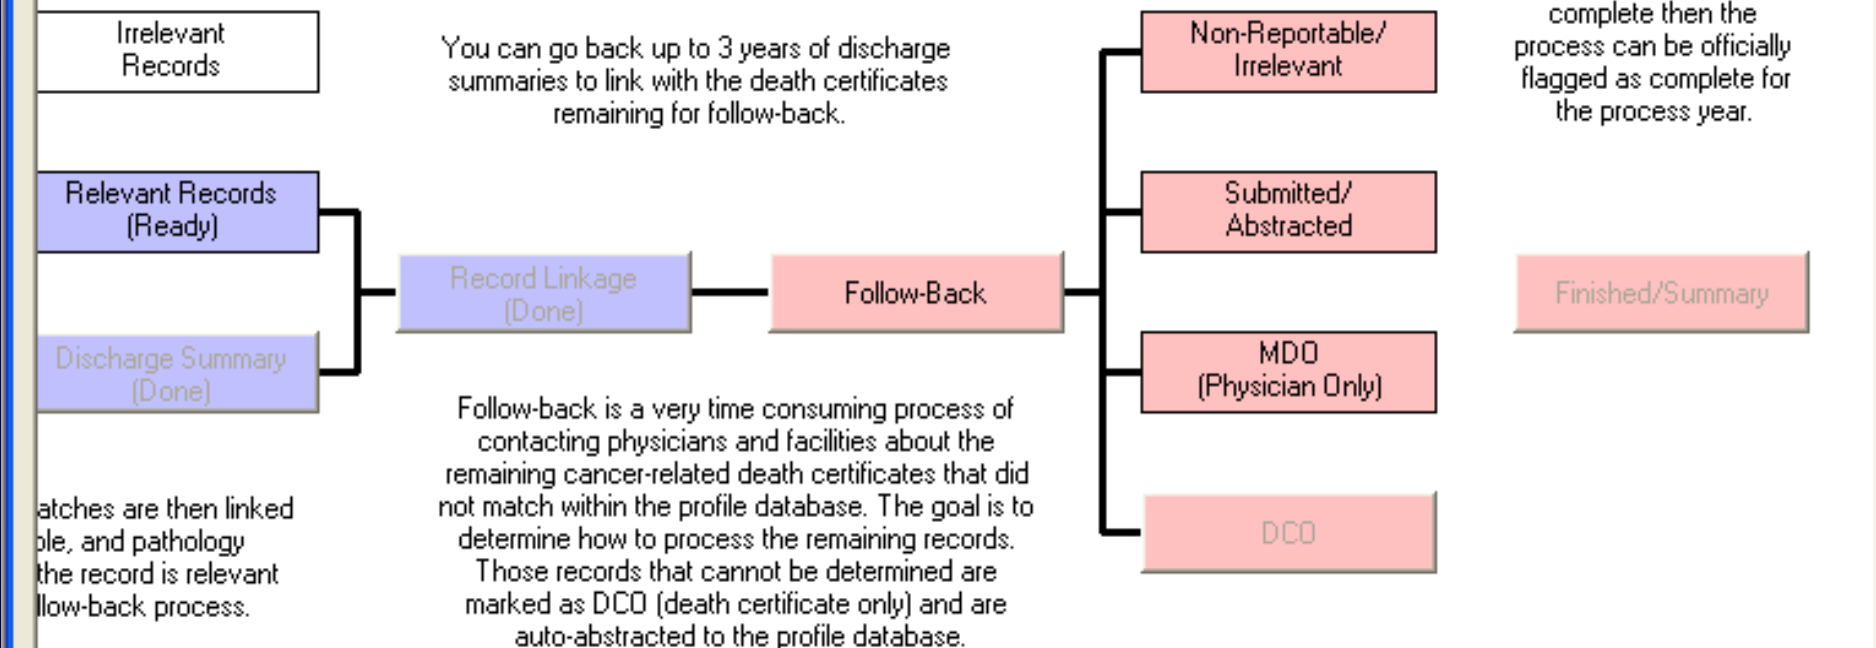 Irrelevant
Records
You can go back up to 3 years of discharge
summaries to link with the death certificates
remaining for follow-back.
Non-Reportable/
Irrelevant
complete then the
process can be officially
flagged as complete for
the process year.
Relevant Records
(Ready)
Submitted/
Abstracted
Record Linkage
(Done)
Follow-Back
Finished/Summary
Discharge Summary
(Done)
MDO
(Physician Only)
Follow-back is a very time consuming process of
contacting physicians and facilities about the
remaining cancer-related death certificates that did
not match within the profile database. The goal is to
determine how to process the remaining records.
Those records that cannot be determined are
marked as DCO (death certificate only) and are
auto-abstracted to the profile database.
are then linked
and pathology
the record is relevant
process.
DCO